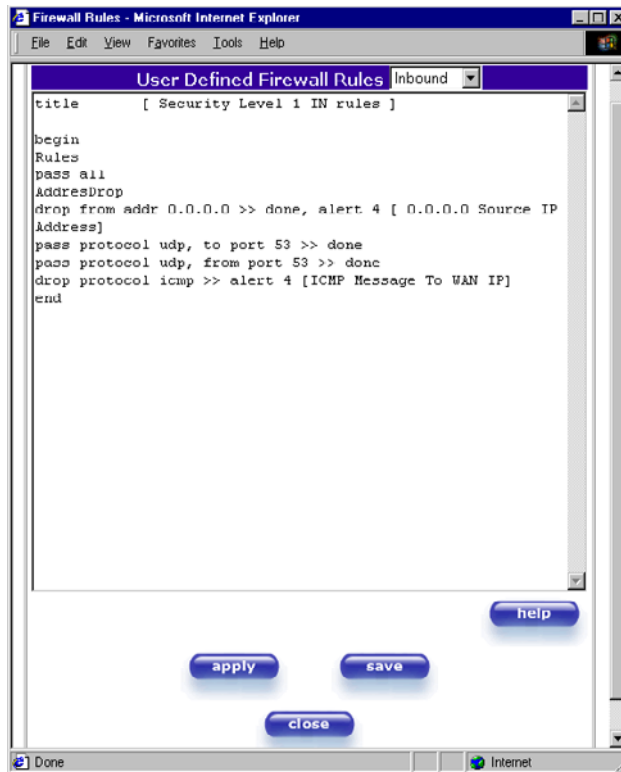 Firewall Rules - Microsoft Internet Explorer
File Edit View Favorites Tools Help
User Defined Firewall Rules Inbound
title [ Security Level 1 IN rules ]
begin
Rules
pass all
AddresDrop
drop from addr 0.0.0.0 >> done, alert 4 [ 0.0.0.0 Source IP
Address]
pass protocol udp, to port 53 >> done
pass protocol udp, from port 53 >> done
drop protocol icmp >> alert 4 [ICMP Message To WAN IP]
end
help
apply save
close
Done Internet